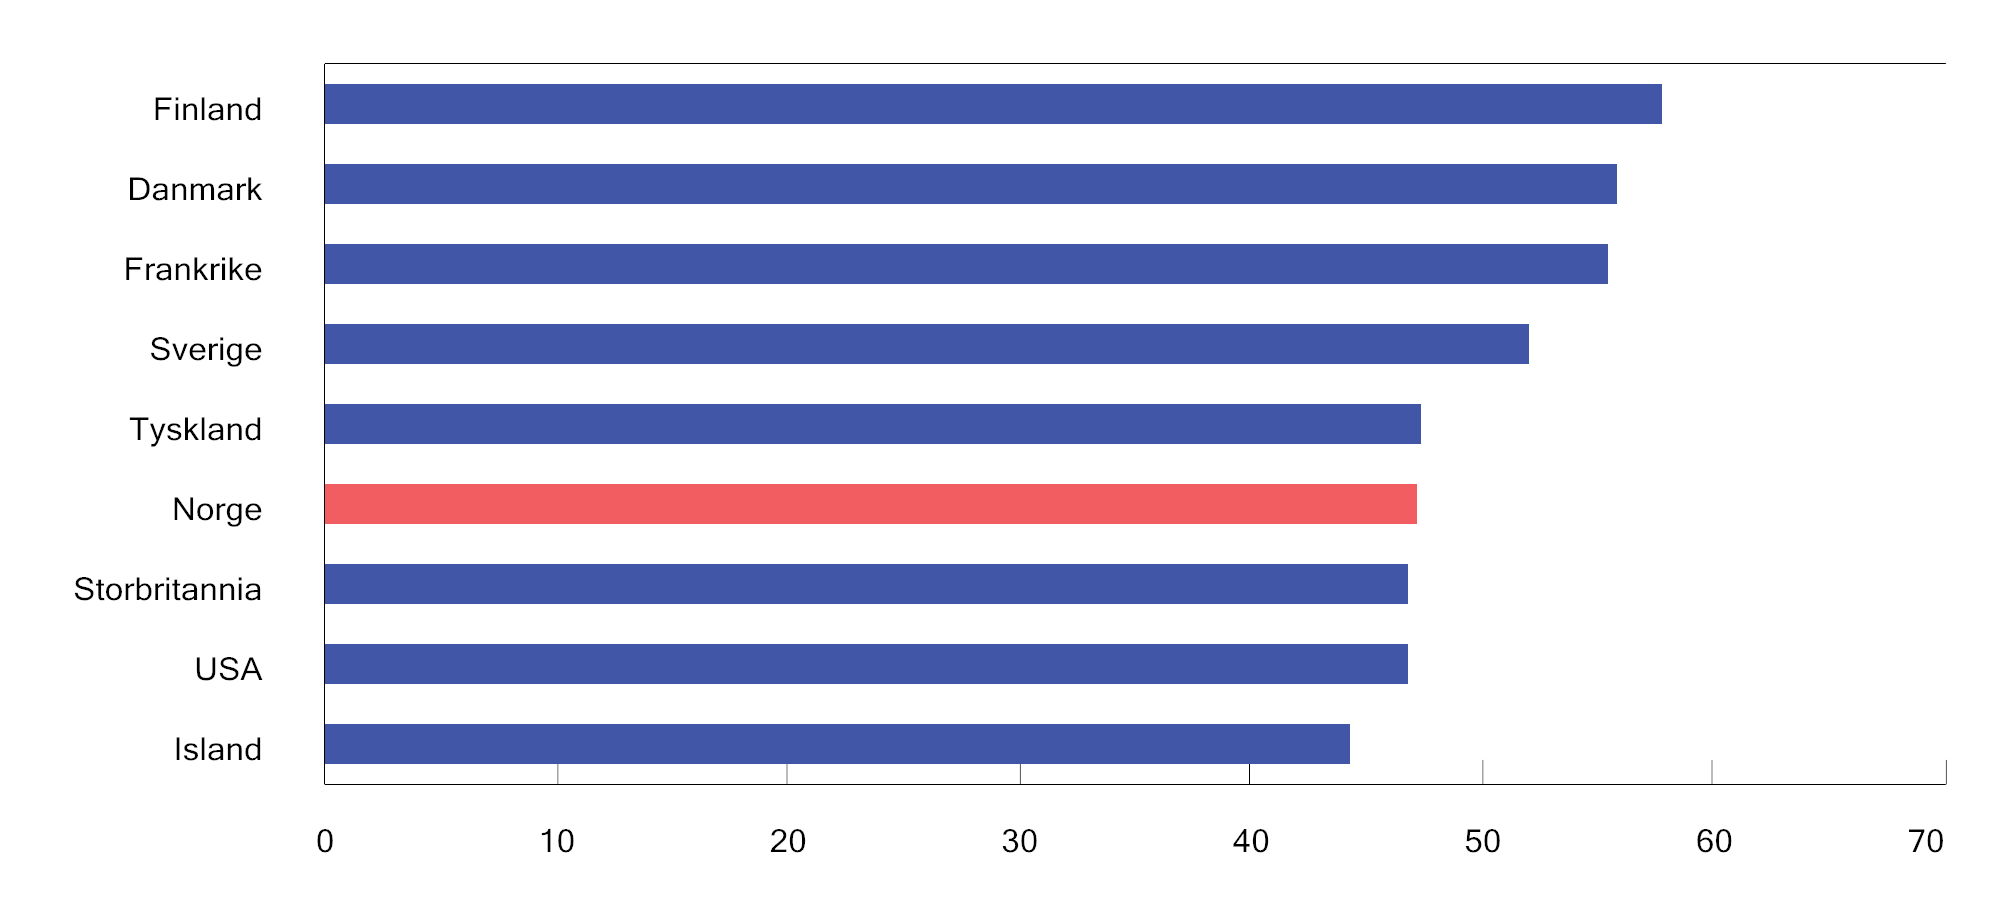 Finland
Danmark
Frankrike
Sverige
Tyskland
Norge
Storbritannia
USA
Island
0 10 20 30 40 50 60 70